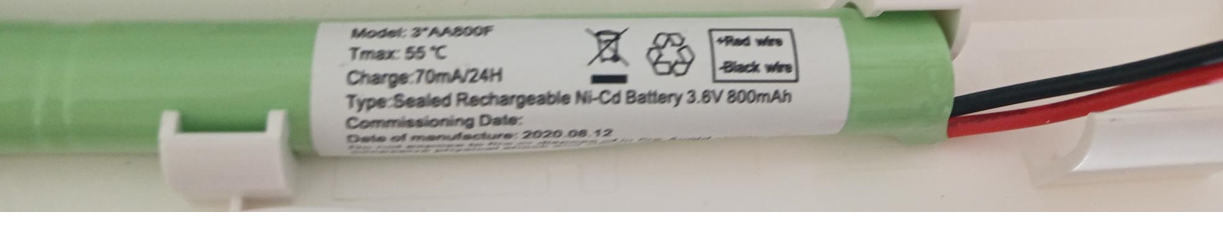 Model: 3*AA800F
Tmax: 55 ℃
Charge:70mA/24H
Type:Sealed Rechargeable Ni-Cd Battery 3.6V 800mAh
Commissioning Date:
Date of manufacture: 2020.08.12
+Red wire
-Black wire